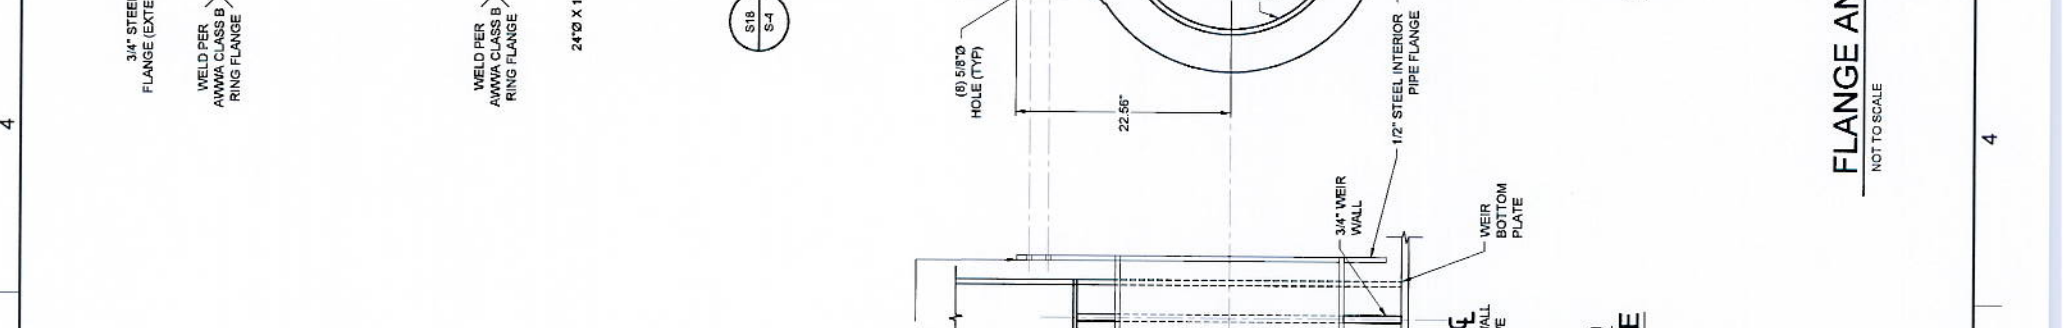 4
3/4" STEEL
FLANGE (EXTE
WELD PER
AWWA CLASS B
RING FLANGE
WELD PER
AWWA CLASS B
RING FLANGE
24"Ø X 1
S18
S-4
(8) 5/8"Ø
HOLE (TYP)
22.56"
1/2" STEEL INTERIOR
PIPE FLANGE
3/4" WEIR
WALL
WEIR
BOTTOM
PLATE
FLANGE AN
NOT TO SCALE
4